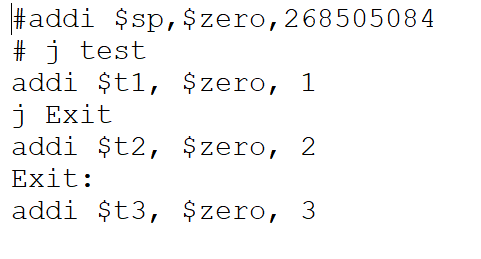 #addi $sp,$zero,268505084
# j test
addi $t1, $zero, 1
j Exit
addi $t2, $zero, 2
Exit:
addi $t3, $zero, 3